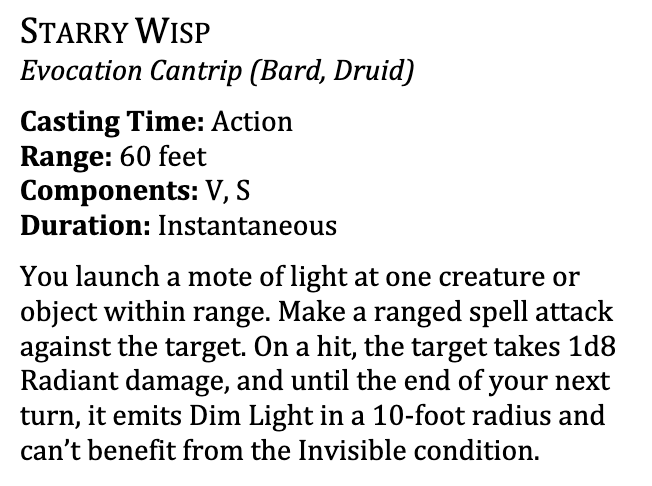 STARRY WISP
Evocation Cantrip (Bard, Druid)
Casting Time: Action
Range: 60 feet
Components: V, S
Duration: Instantaneous
You launch a mote of light at one creature or
object within range. Make a ranged spell attack
against the target. On a hit, the target takes 1d8
Radiant damage, and until the end of your next
turn, it emits Dim Light in a 10-foot radius and
can’t benefit from the Invisible condition.